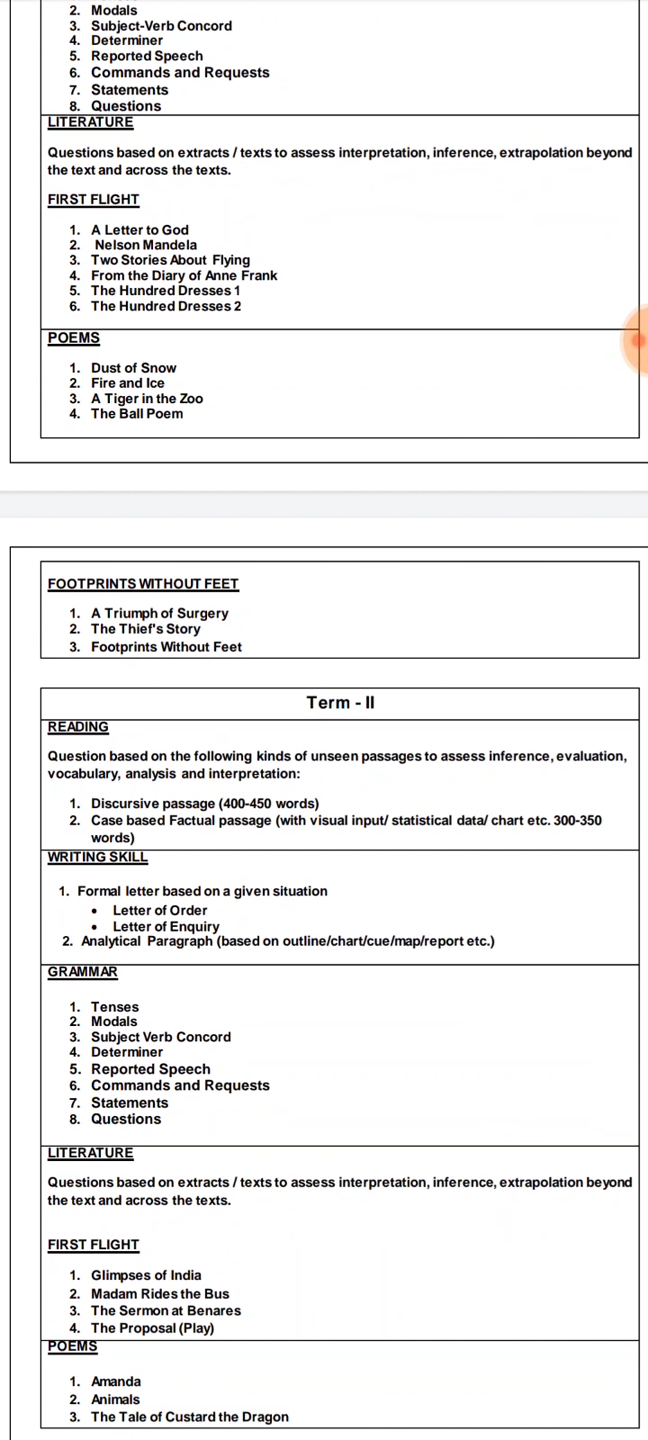 2. Modals
3. Subject-Verb Concord
4. Determiner
5. Reported Speech
6. Commands and Requests
7. Statements
8. Questions
LITERATURE
Questions based on extracts / texts to assess interpretation, inference, extrapolation beyond
the text and across the texts.
FIRST FLIGHT
1. A Letter to God
2. Nelson Mandela
3. Two Stories About Flying
4. From the Diary of Anne Frank
5. The Hundred Dresses 1
6. The Hundred Dresses 2
POEMS
1. Dust of Snow
2. Fire and Ice
3. A Tiger in the Zoo
4. The Ball Poem
FOOTPRINTS WITHOUT FEET
1. A Triumph of Surgery
2. The Thief's Story
3. Footprints Without Feet
Term - II
READING
Question based on the following kinds of unseen passages to assess inference, evaluation,
vocabulary, analysis and interpretation:
1. Discursive passage (400-450 words)
2. Case based Factual passage (with visual input/ statistical data/ chart etc. 300-350
words)
WRITING SKILL
1. Formal letter based on a given situation
• Letter of Order
• Letter of Enquiry
2. Analytical Paragraph (based on outline/chart/cue/map/report etc.)
GRAMMAR
1. Tenses
2. Modals
3. Subject Verb Concord
4. Determiner
5. Reported Speech
6. Commands and Requests
7. Statements
8. Questions
LITERATURE
Questions based on extracts / texts to assess interpretation, inference, extrapolation beyond
the text and across the texts.
FIRST FLIGHT
1. Glimpses of India
2. Madam Rides the Bus
3. The Sermon at Benares
4. The Proposal (Play)
POEMS
1. Amanda
2. Animals
3. The Tale of Custard the Dragon